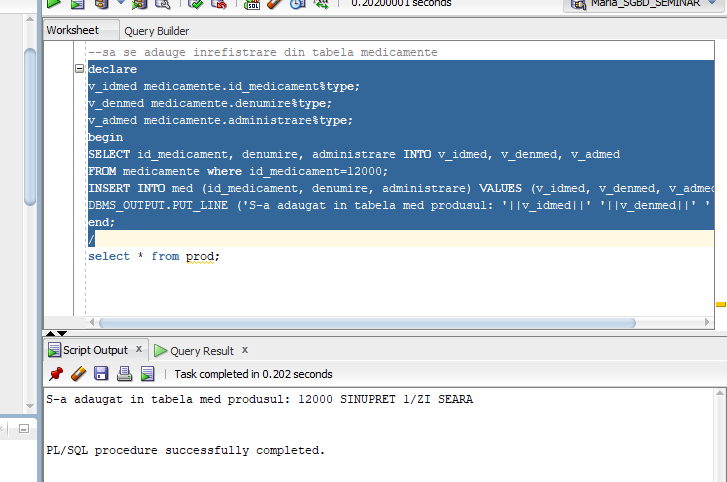 0.20200001 seconds
Maria_SGBD_SEMINAR
Worksheet Query Builder
--sa se adauge inrefistrare din tabela medicamente
declare
v_idmed medicamente.id_medicament%type;
v_denmed medicamente.denumire%type;
v_admed medicamente.administrare%type;
begin
SELECT id_medicament, denumire, administrare INTO v_idmed, v_denmed, v_admed
FROM medicamente where id_medicament=12000;
INSERT INTO med (id_medicament, denumire, administrare) VALUES (v_idmed, v_denmed, v_admed
DBMS_OUTPUT.PUT_LINE ('S-a adaugat in tabela med produsul: '||v_idmed||' '||v_denmed||' '
end;
/
select * from prod;
Script Output x Query Result x
Task completed in 0.202 seconds
S-a adaugat in tabela med produsul: 12000 SINUPRET 1/ZI SEARA
PL/SQL procedure successfully completed.